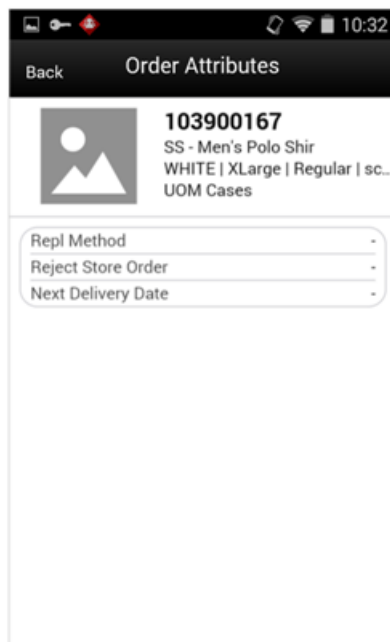 10:32
Back
Order Attributes
103900167
SS - Men's Polo Shir
WHITE | XLarge | Regular | sc...
UOM Cases
Repl Method -
Reject Store Order -
Next Delivery Date -